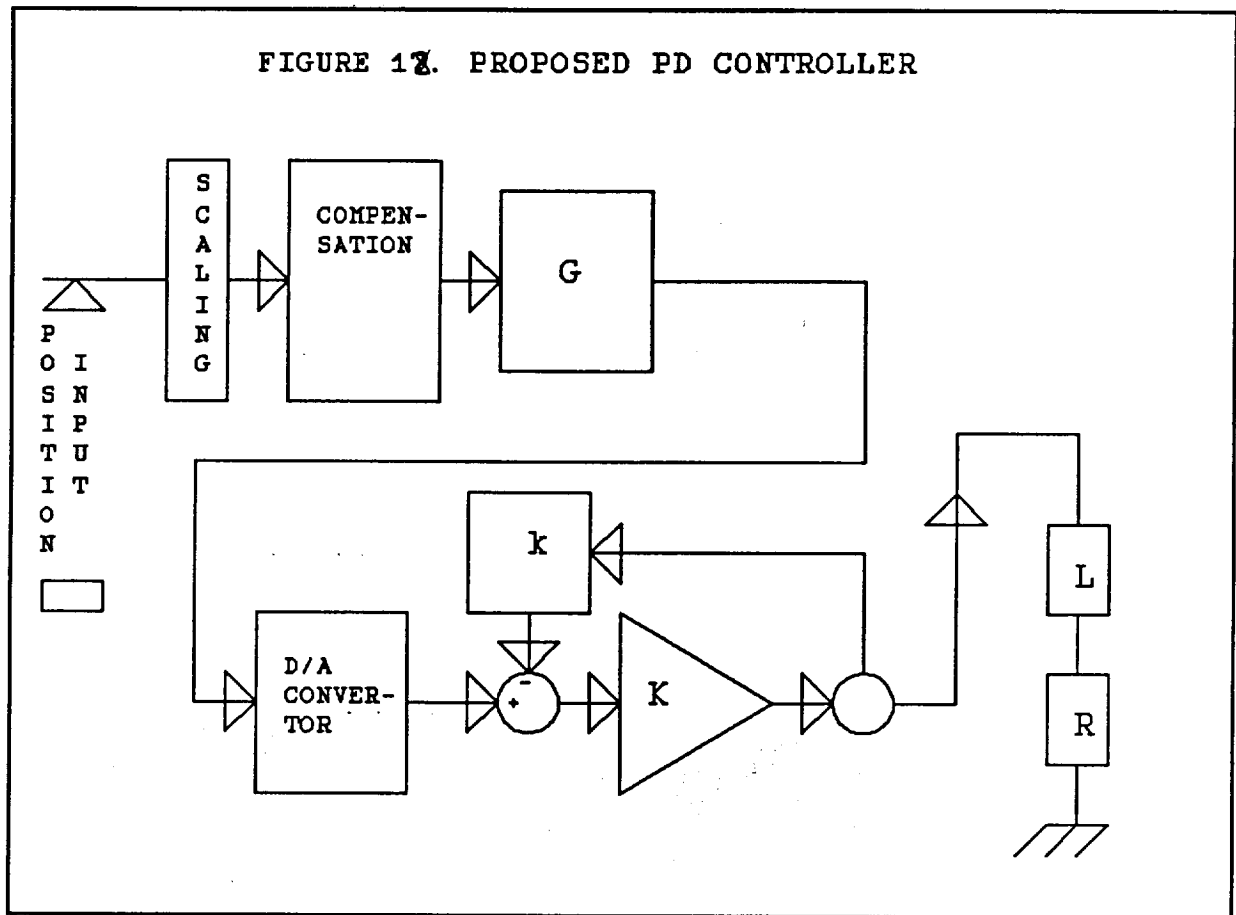 FIGURE 1. PROPOSED PD CONTROLLER
SCALING
COMPEN-
SATION
G
POSITION
INPUT
k
L
D/A
CONVER-
TOR
-
+
K
R